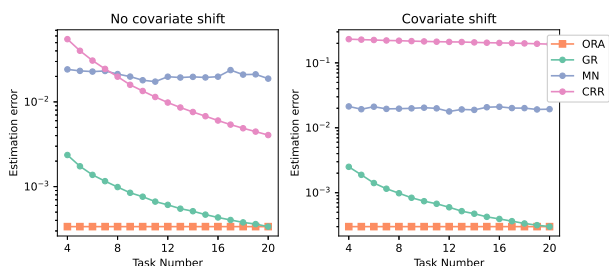 No covariate shift
Estimation error
10⁻²
10⁻³
4 8 12 16 20
Task Number
Covariate shift
Estimation error
10⁻¹
10⁻²
10⁻³
4 8 12 16 20
Task Number
ORA
GR
MN
CRR